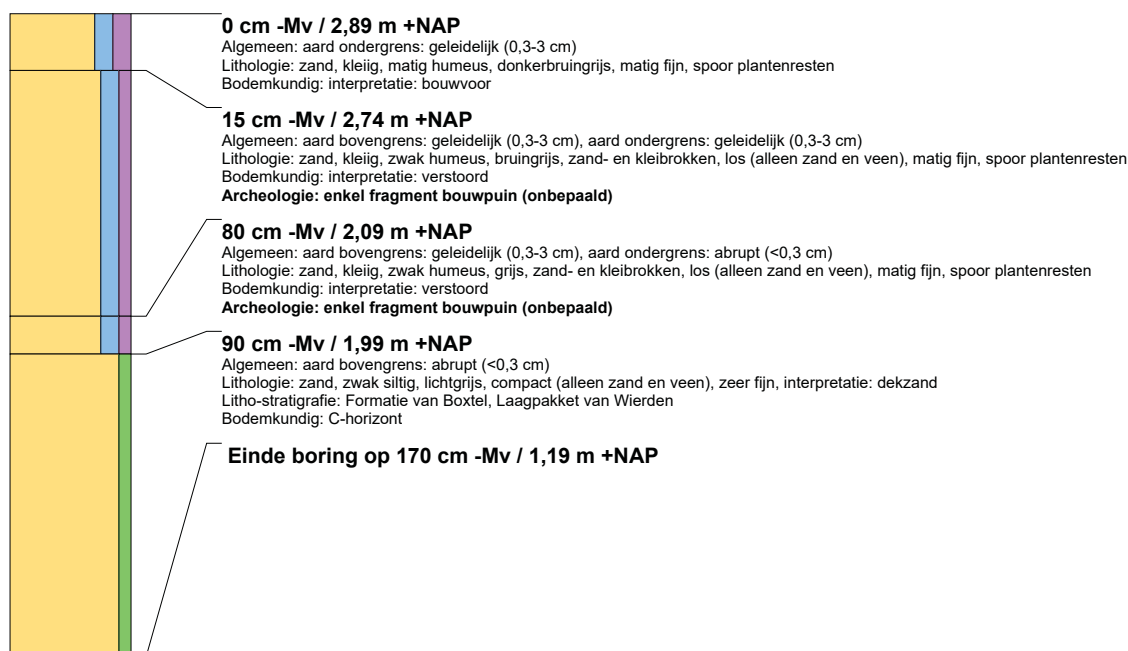 0 cm -Mv / 2,89 m +NAP
Algemeen: aard ondergrens: geleidelijk (0,3-3 cm)
Lithologie: zand, kleiig, matig humeus, donkerbruingrijs, matig fijn, spoor plantenresten
Bodemkundig: interpretatie: bouwvoor
15 cm -Mv / 2,74 m +NAP
Algemeen: aard bovengrens: geleidelijk (0,3-3 cm), aard ondergrens: geleidelijk (0,3-3 cm)
Lithologie: zand, kleiig, zwak humeus, bruingrijs, zand- en kleibrokken, los (alleen zand en veen), matig fijn, spoor plantenresten
Bodemkundig: interpretatie: verstoord
Archeologie: enkel fragment bouwpuin (onbepaald)
80 cm -Mv / 2,09 m +NAP
Algemeen: aard bovengrens: geleidelijk (0,3-3 cm), aard ondergrens: abrupt (<0,3 cm)
Lithologie: zand, kleiig, zwak humeus, grijs, zand- en kleibrokken, los (alleen zand en veen), matig fijn, spoor plantenresten
Bodemkundig: interpretatie: verstoord
Archeologie: enkel fragment bouwpuin (onbepaald)
90 cm -Mv / 1,99 m +NAP
Algemeen: aard bovengrens: abrupt (<0,3 cm)
Lithologie: zand, zwak siltig, lichtgrijs, compact (alleen zand en veen), zeer fijn, interpretatie: dekzand
Litho-stratigrafie: Formatie van Boxtel, Laagpakket van Wierden
Bodemkundig: C-horizont
Einde boring op 170 cm -Mv / 1,19 m +NAP